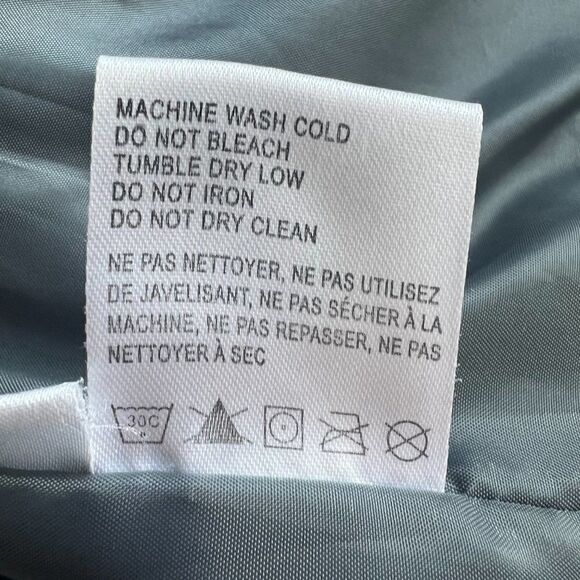 MACHINE WASH COLD
DO NOT BLEACH
TUMBLE DRY LOW
DO NOT IRON
DO NOT DRY CLEAN
NE PAS NETTOYER, NE PAS UTILISEZ
DE JAVELISANT, NE PAS SÉCHER À LA
MACHINE, NE PAS REPASSER, NE PAS
NETTOYER À SEC
30C